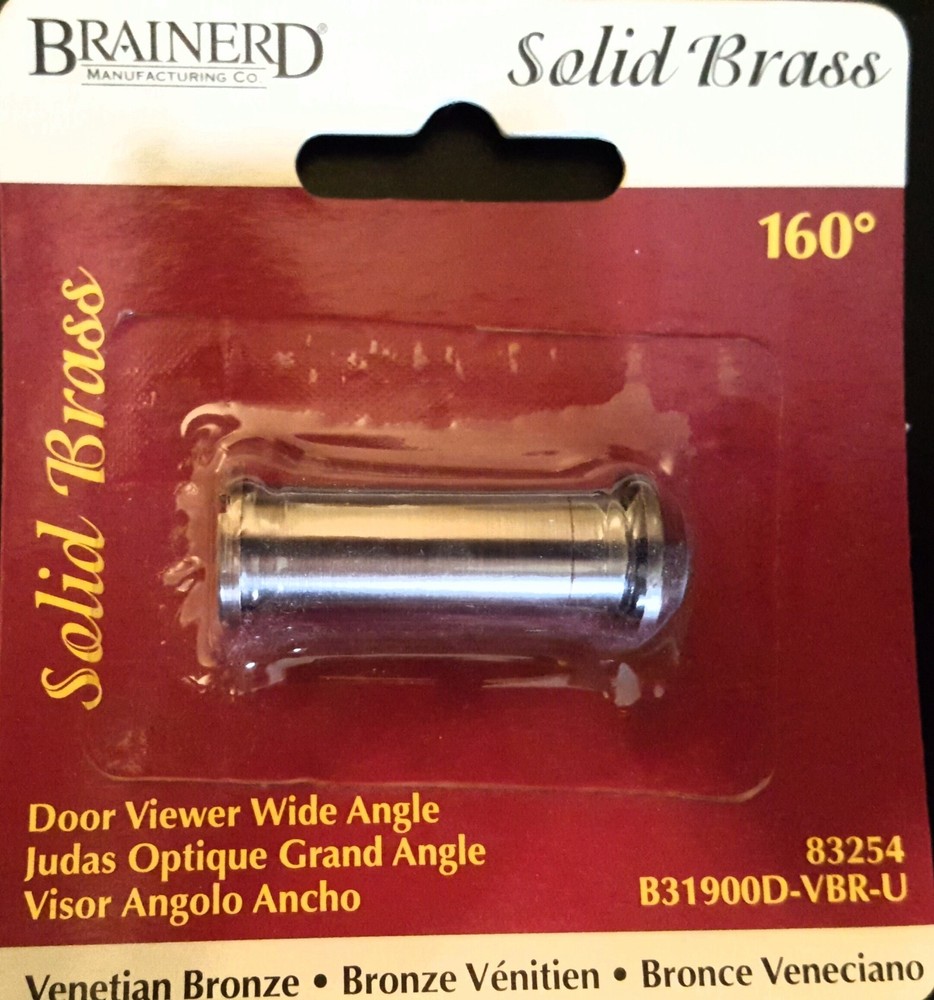 BRAINERD®
MANUFACTURING CO.
Solid Brass
160°
Solid Brass
Door Viewer Wide Angle
Judas Optique Grand Angle
Visor Angolo Ancho
83254
B31900D-VBR-U
Venetian Bronze • Bronze Vénitien • Bronce Veneciano